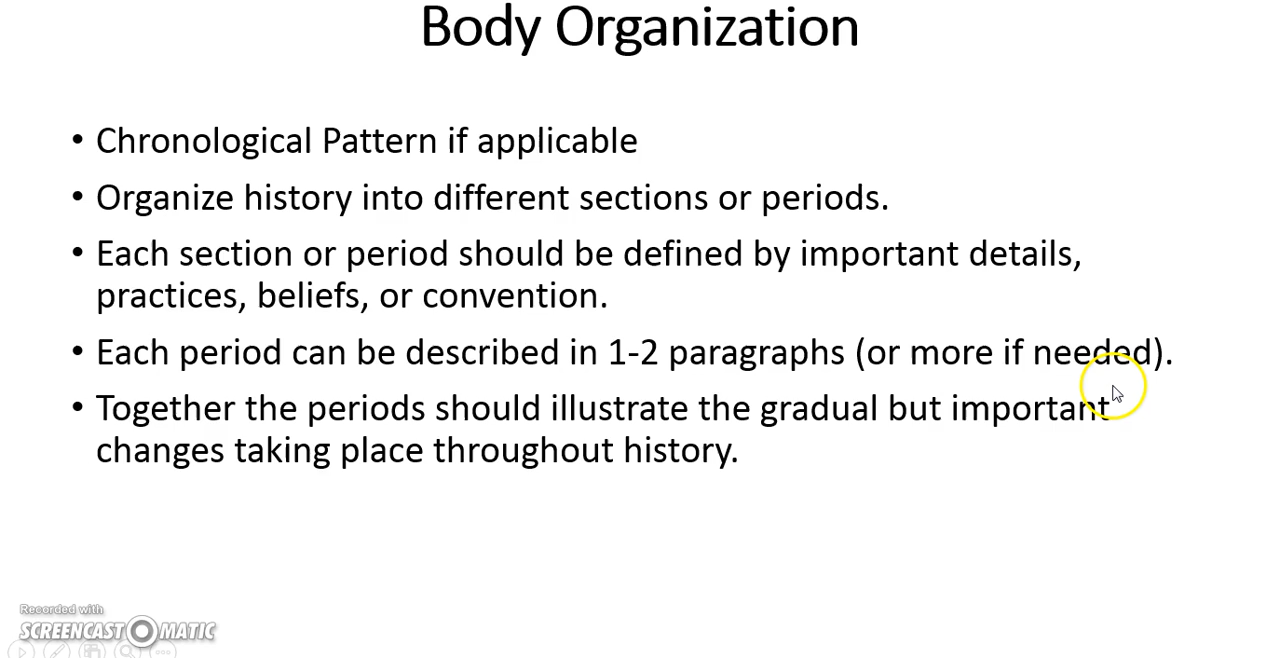 Body Organization
• Chronological Pattern if applicable
• Organize history into different sections or periods.
• Each section or period should be defined by important details,
practices, beliefs, or convention.
• Each period can be described in 1-2 paragraphs (or more if needed).
• Together the periods should illustrate the gradual but important
changes taking place throughout history.
Recorded with
SCREENCAST MATIC